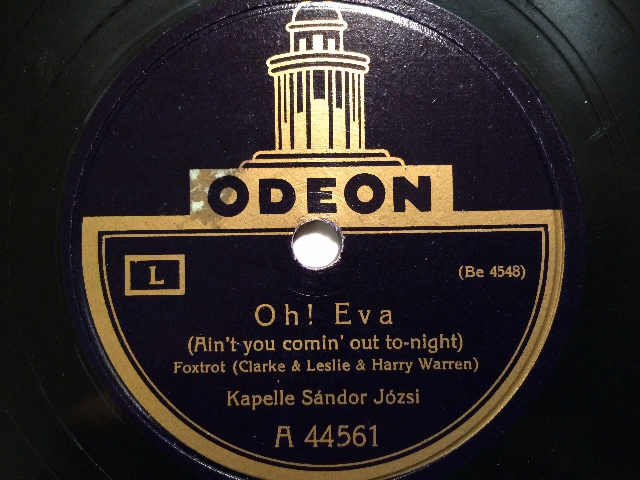 ODEON
L
(Be 4548)
Oh! Eva
(Ain't you comin' out to-night)
Foxtrot (Clarke & Leslie & Harry Warren)
Kapelle Sándor Józsi
A 44561